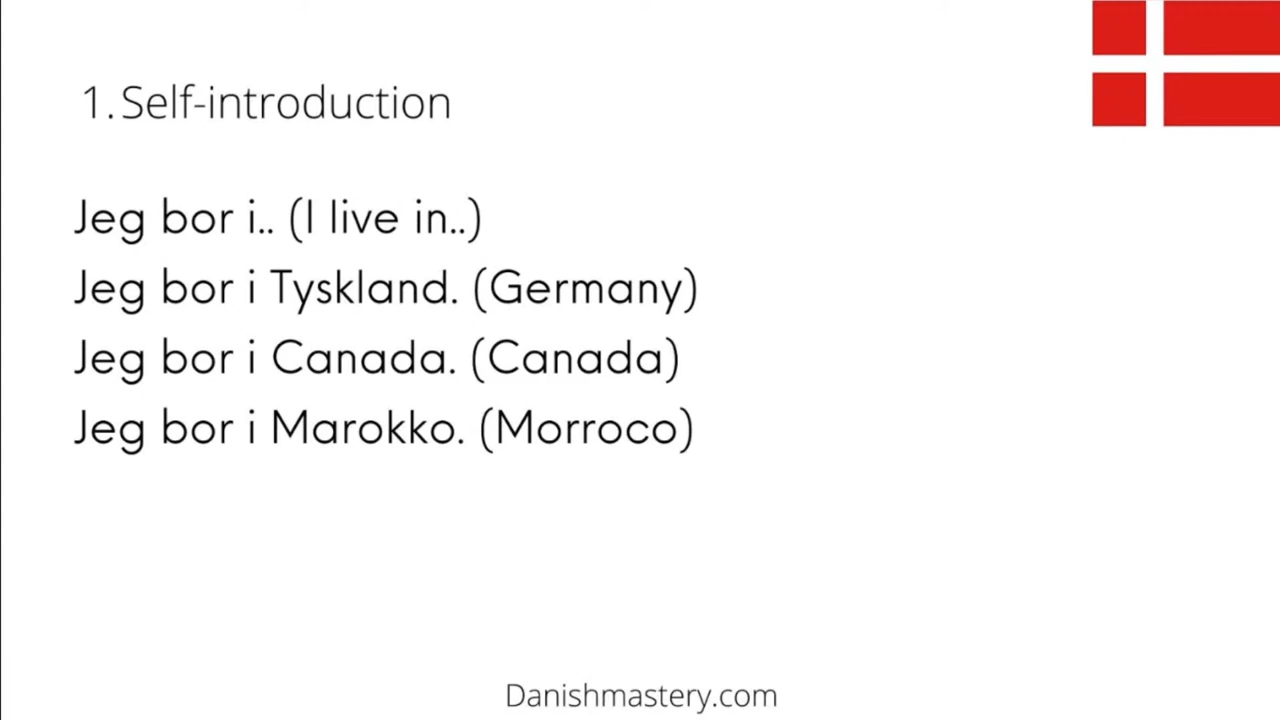 1. Self-introduction
Jeg bor i.. (I live in..)
Jeg bor i Tyskland. (Germany)
Jeg bor i Canada. (Canada)
Jeg bor i Marokko. (Morroco)
Danishmastery.com